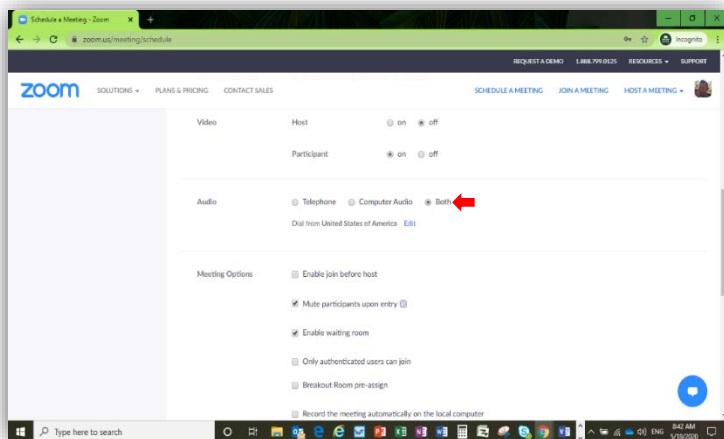 Schedule a Meeting - Zoom
zoom.us/meeting/schedule
Incognito
REQUEST A DEMO 1.888.799.0125 RESOURCES SUPPORT
zoom SOLUTIONS PLANS & PRICING CONTACT SALES SCHEDULE A MEETING JOIN A MEETING HOST A MEETING
Video Host on off
Participant on off
Audio Telephone Computer Audio Both
Dial from United States of America Edit
Meeting Options Enable join before host
Mute participants upon entry
Enable waiting room
Only authenticated users can join
Breakout Room pre-assign
Record the meeting automatically on the local computer
Type here to search
ENG 8:42 AM
5/18/2020